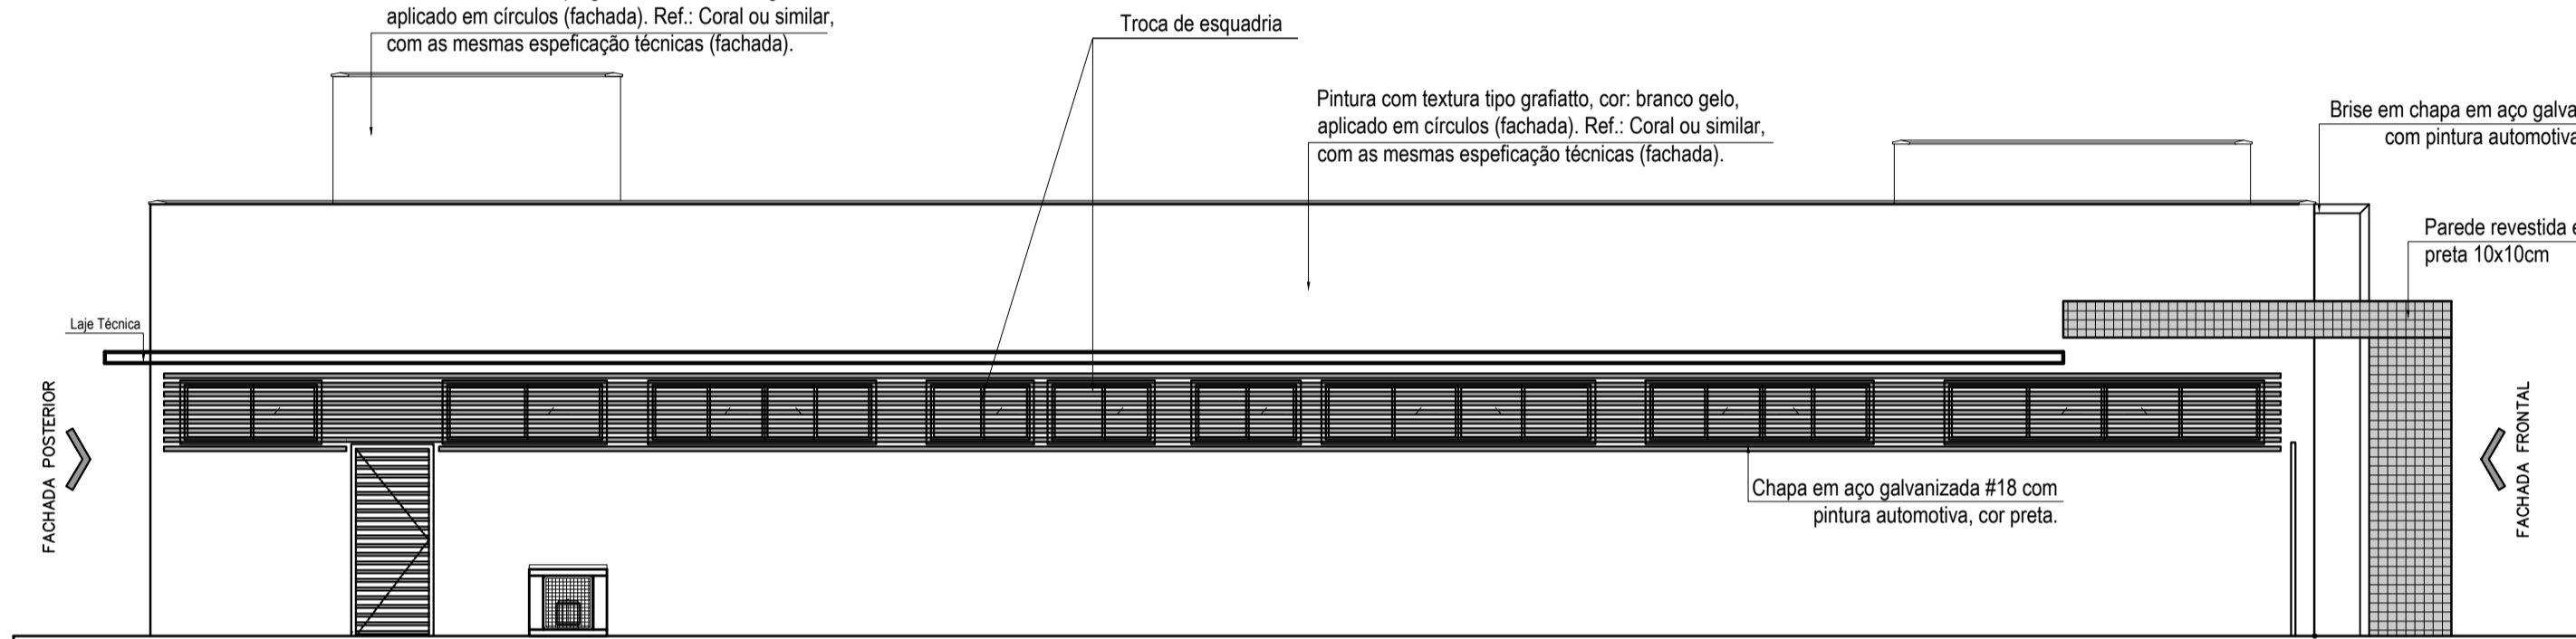 aplicado em círculos (fachada). Ref.: Coral ou similar,
com as mesmas espeficação técnicas (fachada).
Troca de esquadria
Pintura com textura tipo grafiatto, cor: branco gelo,
aplicado em círculos (fachada). Ref.: Coral ou similar,
com as mesmas espeficação técnicas (fachada).
Brise em chapa em aço galva
com pintura automotiva
Parede revestida e
preta 10x10cm
Laje Técnica
FACHADA POSTERIOR
FACHADA FRONTAL
Chapa em aço galvanizada #18 com
pintura automotiva, cor preta.